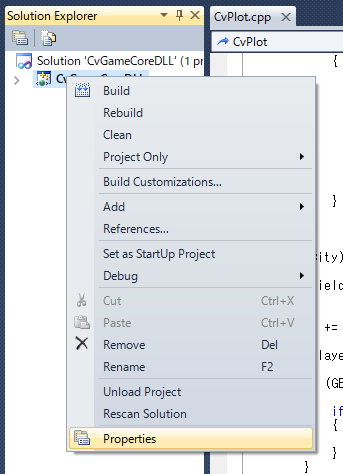 Solution Explorer
CvPlot.cpp
Solution 'CvGameCoreDLL' (1 pr
CvPlot
{
Build
Rebuild
Clean
Project Only
Build Customizations...
Add
}
References...
Set as StartUp Project
ity)
Debug
ield
Cut Ctrl+X
Paste Ctrl+V
+=
Remove Del
laye
Rename F2
(GE
Unload Project
Rescan Solution
if
{
Properties
}
}